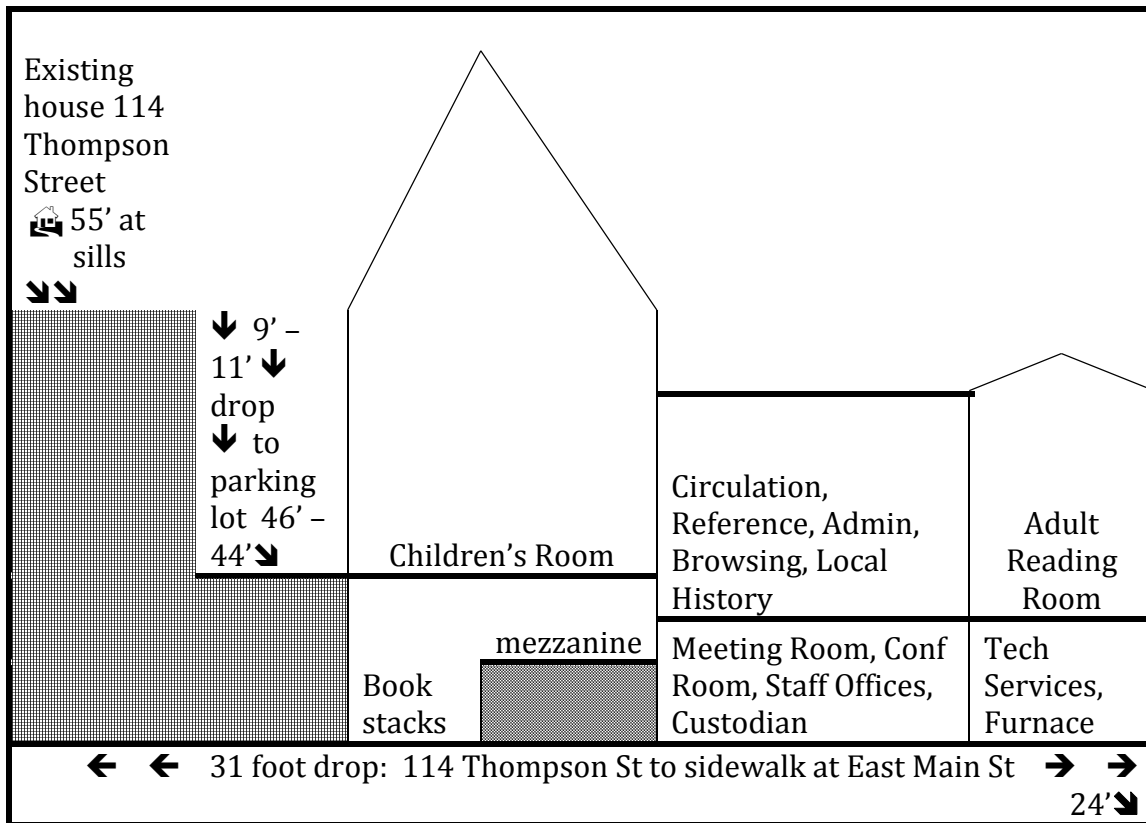 Existing
house 114
Thompson
Street
55’ at
sills
9’ –
11’
drop
to
parking
lot 46’ –
44’
Children’s Room
Circulation,
Reference, Admin,
Browsing, Local
History
Adult
Reading
Room
mezzanine
Book
stacks
Meeting Room, Conf
Room, Staff Offices,
Custodian
Tech
Services,
Furnace
31 foot drop: 114 Thompson St to sidewalk at East Main St
24’